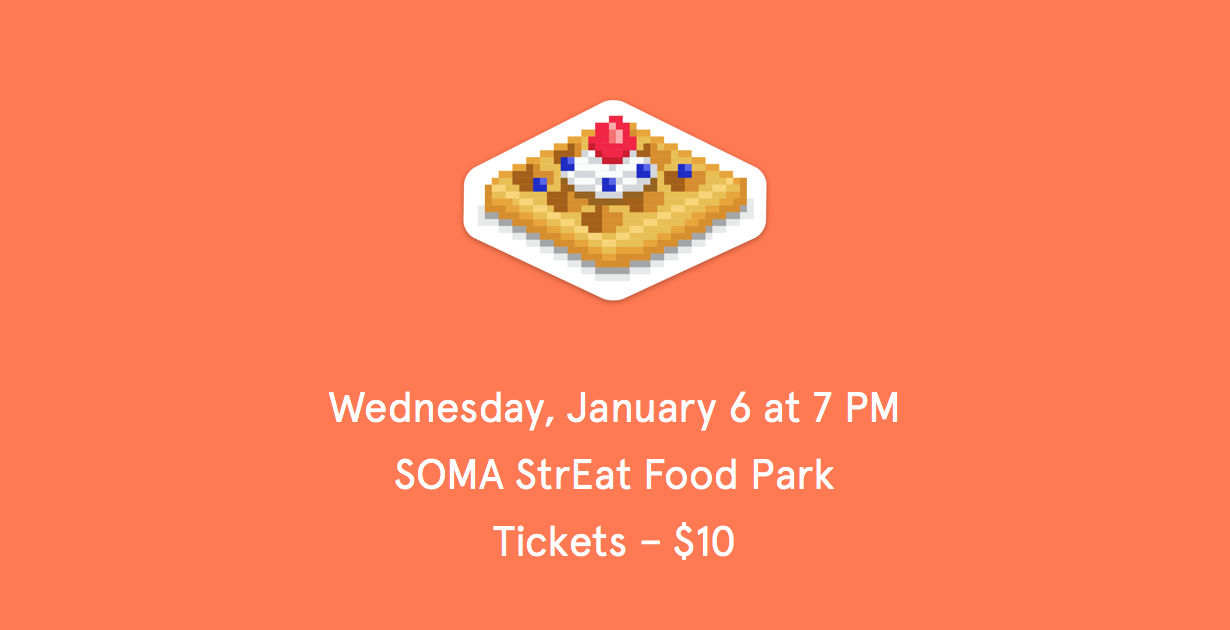 Wednesday, January 6 at 7 PM
SOMA StrEat Food Park
Tickets – $10